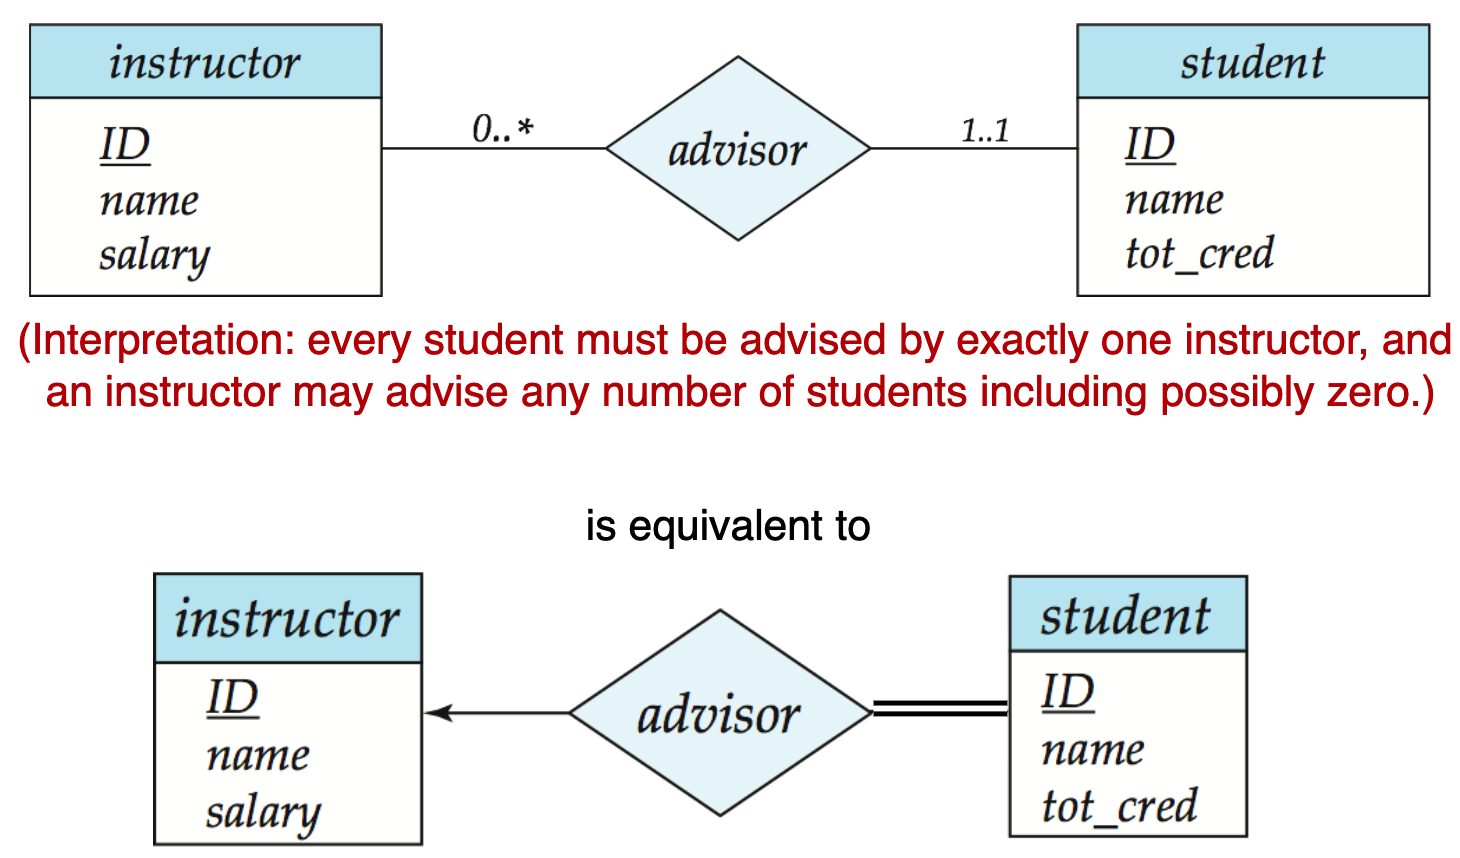 instructor
ID
name
salary
0..*
advisor
1..1
student
ID
name
tot_cred
(Interpretation: every student must be advised by exactly one instructor, and
an instructor may advise any number of students including possibly zero.)
is equivalent to
instructor
ID
name
salary
advisor
student
ID
name
tot_cred